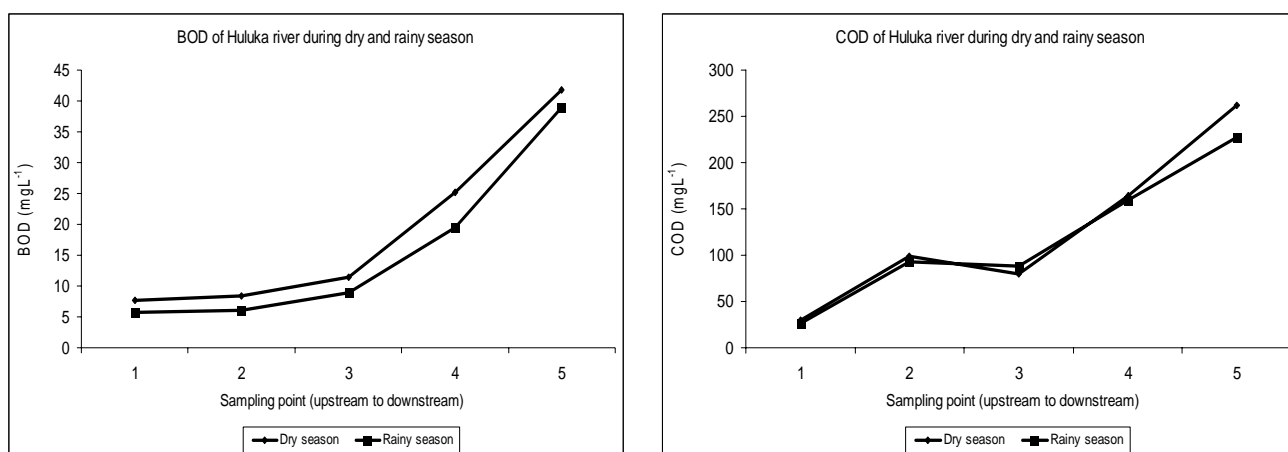 BOD of Huluka river during dry and rainy season
45
40
35
30
25
20
15
10
5
0
BOD (mgL⁻¹)
1 2 3 4 5
Sampling point (upstream to downstream)
Dry season Rainy season
COD of Huluka river during dry and rainy season
300
250
200
150
100
50
0
COD (mgL⁻¹)
1 2 3 4 5
Sampling point (upstream to downstream)
Dry season Rainy season